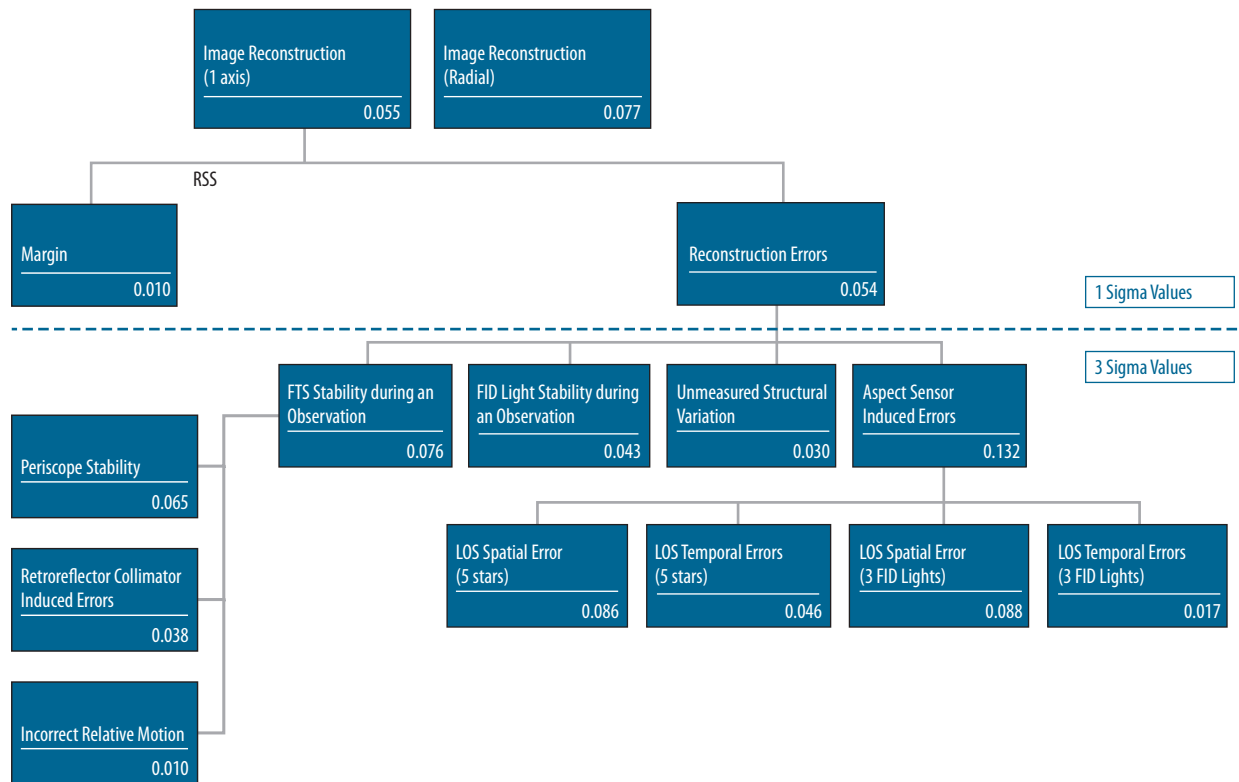 Image Reconstruction
(1 axis)
0.055
Image Reconstruction
(Radial)
0.077
RSS
Margin
0.010
Reconstruction Errors
0.054
1 Sigma Values
3 Sigma Values
FTS Stability during an
Observation
0.076
FID Light Stability during
an Observation
0.043
Unmeasured Structural
Variation
0.030
Aspect Sensor
Induced Errors
0.132
Periscope Stability
0.065
Retroreflector Collimator
Induced Errors
0.038
Incorrect Relative Motion
0.010
LOS Spatial Error
(5 stars)
0.086
LOS Temporal Errors
(5 stars)
0.046
LOS Spatial Error
(3 FID Lights)
0.088
LOS Temporal Errors
(3 FID Lights)
0.017